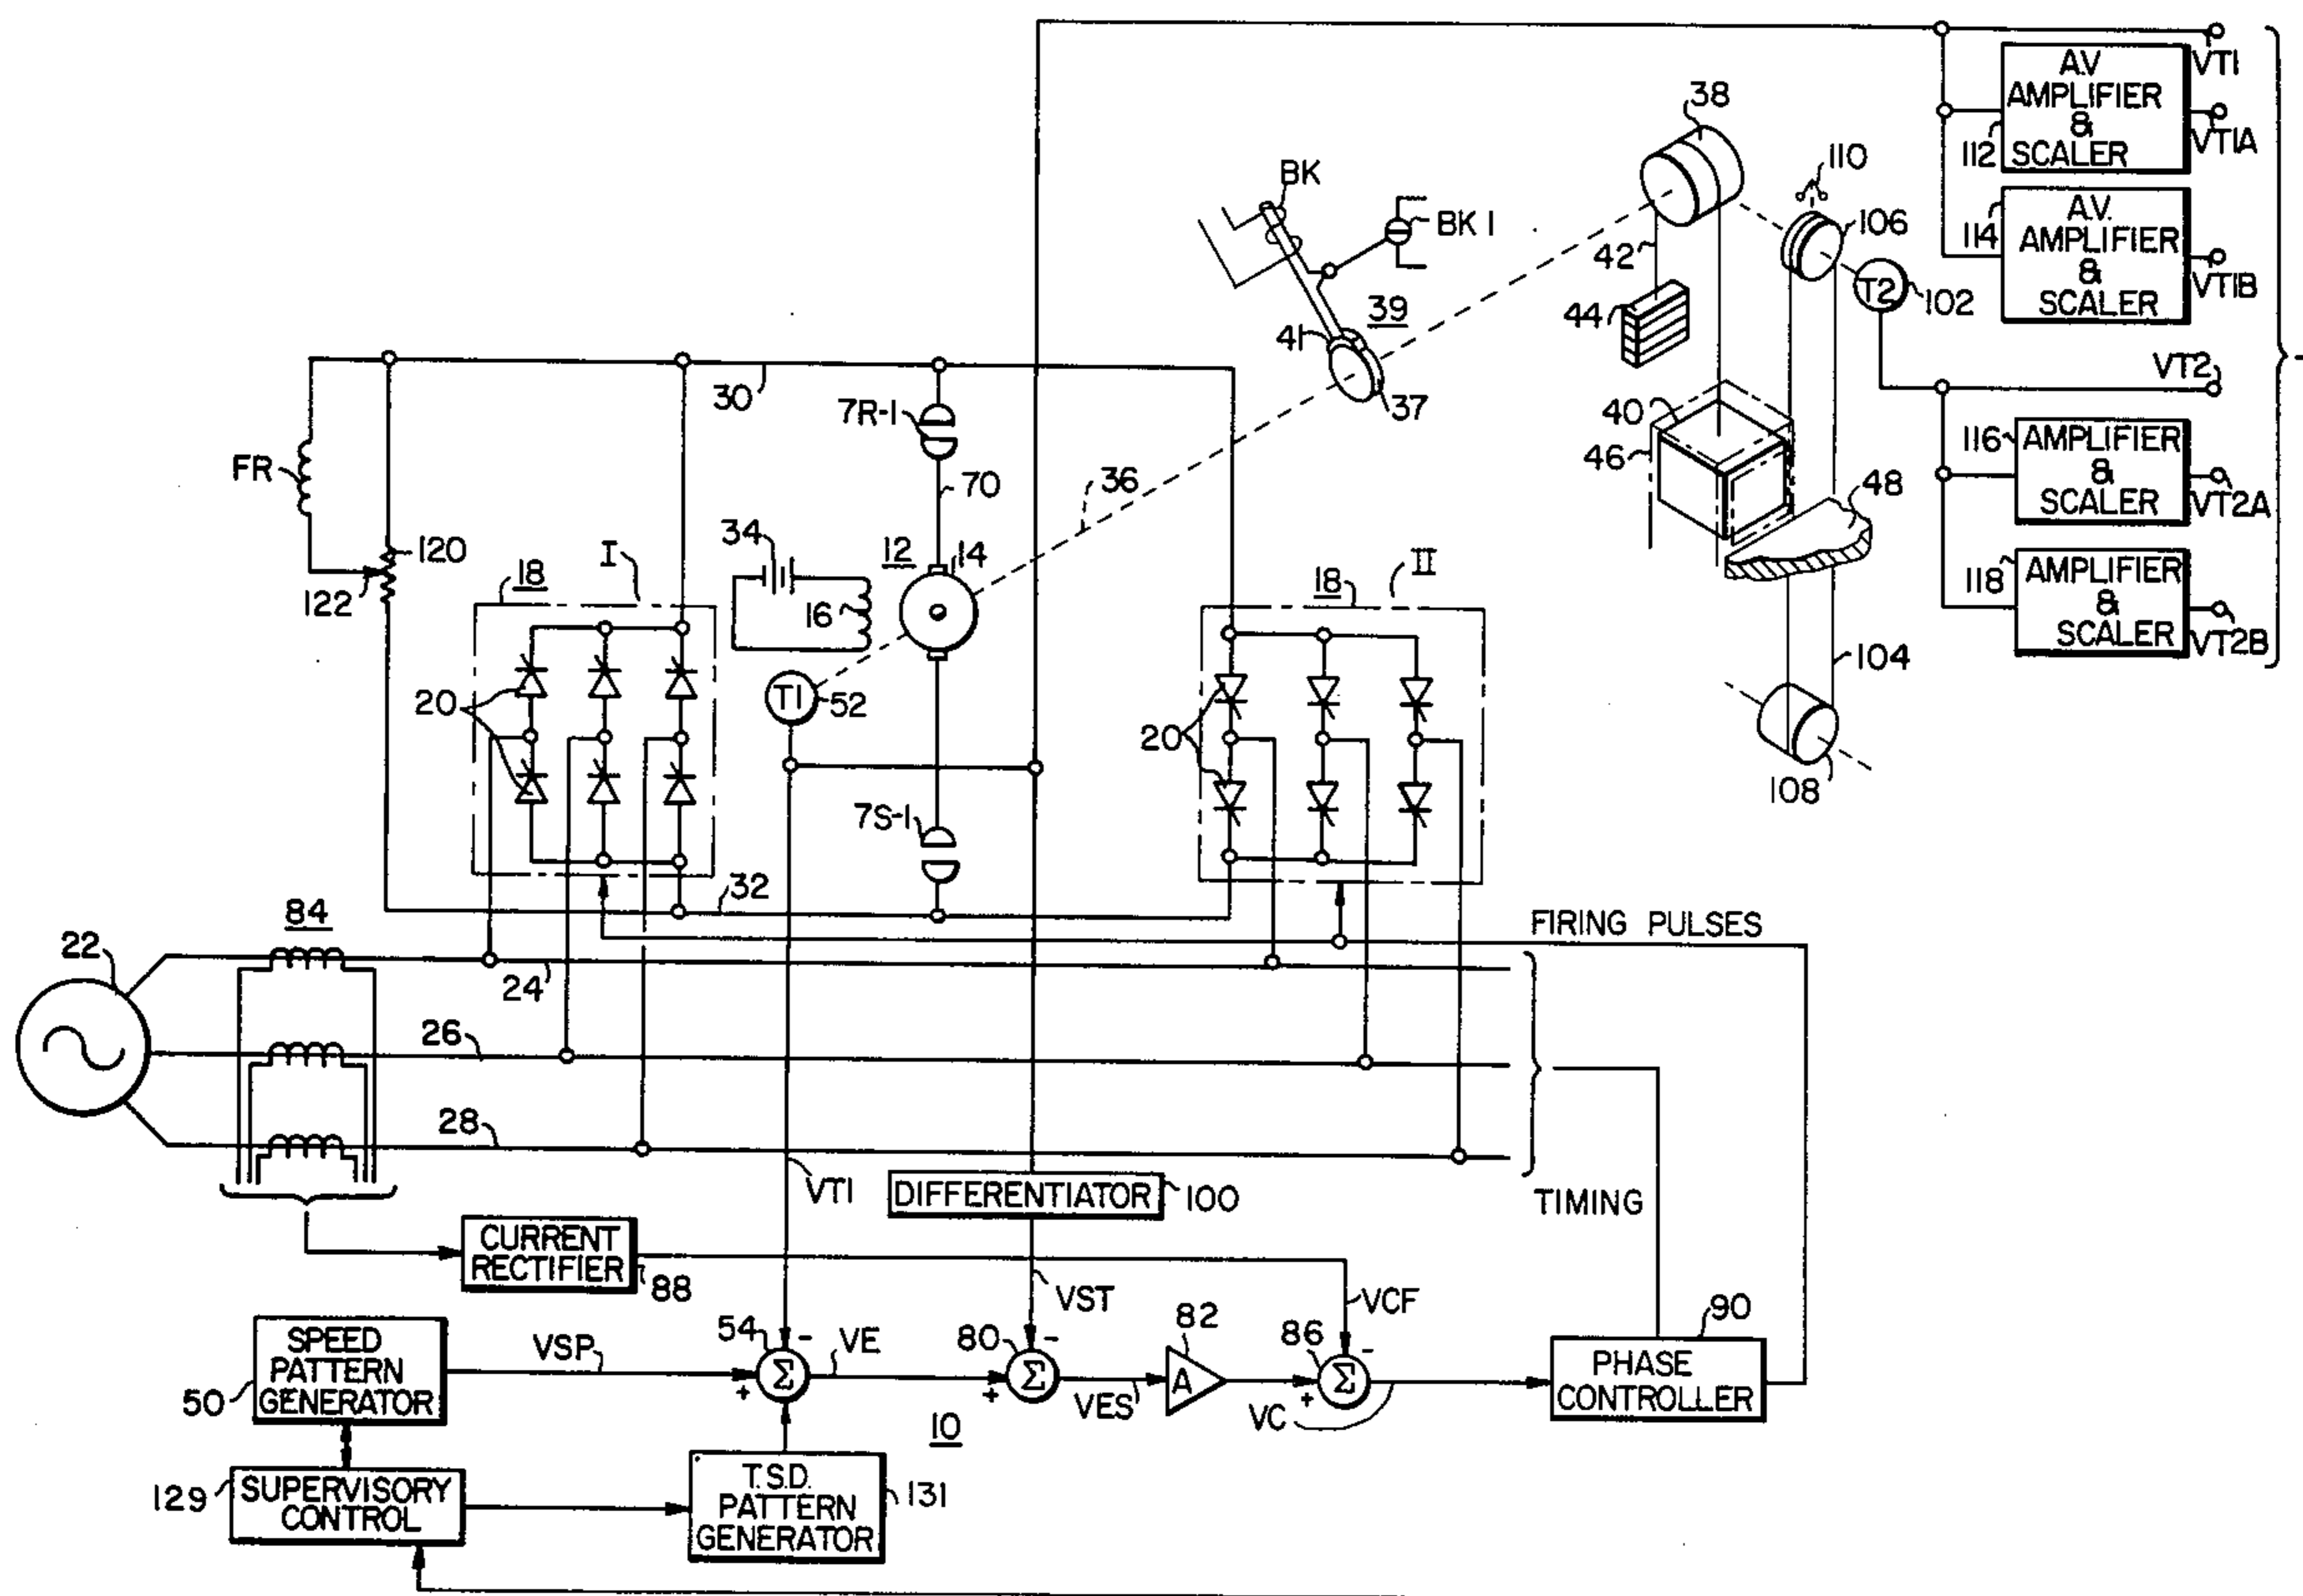 VT1
A.V
AMPLIFIER
&
SCALER
112
VT1A
A.V.
AMPLIFIER
&
SCALER
114
VT1B
38
110
106
BK
BK 1
42
T2
102
44
39
41
37
VT2
30
7R-1
40
46
116
AMPLIFIER
&
SCALER
VT2A
FR
70
36
48
34
12
14
120
I
18
II
18
118
AMPLIFIER
&
SCALER
VT2B
122
16
104
20
T1
52
20
108
7S-1
32
84
FIRING PULSES
22
24
26
28
VT1
DIFFERENTIATOR
100
TIMING
CURRENT
RECTIFIER
88
VST
VCF
82
90
SPEED
PATTERN
GENERATOR
50
VSP
54
-
Σ
+
VE
80
-
Σ
+
VES
A
86
-
Σ
+
VC
PHASE
CONTROLLER
10
129
SUPERVISORY
CONTROL
T.S.D.
PATTERN
GENERATOR
131